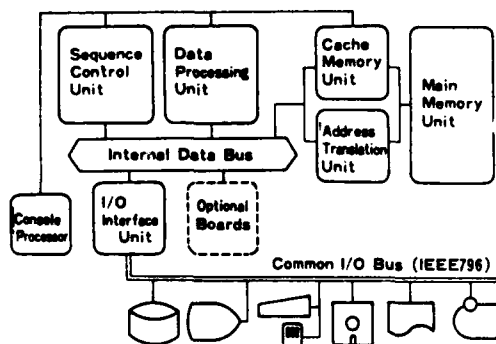 Sequence
Control
Unit
Data
Processing
Unit
Cache
Memory
Unit
Main
Memory
Unit
Address
Translation
Unit
Internal Data Bus
I/O
Interface
Unit
Optional
Boards
Console
Processor
Common I/O Bus (IEEE796)